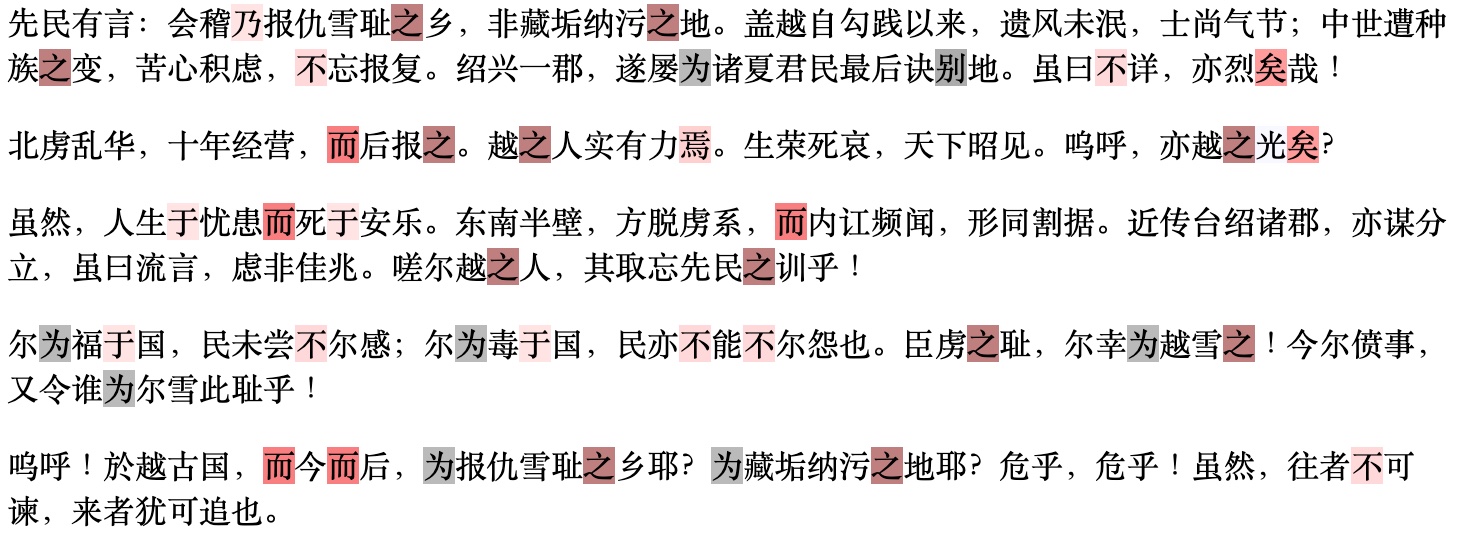 先民有言：会稽乃报仇雪耻之乡，非藏垢纳污之地。盖越自勾践以来，遗风未泯，士尚气节；中世遭种
族之变，苦心积虑，不忘报复。绍兴一郡，遂屡为诸夏君民最后诀别地。虽曰不详，亦烈矣哉！
北虏乱华，十年经营，而后报之。越之人实有力焉。生荣死哀，天下昭见。呜呼，亦越之光矣？
虽然，人生于忧患而死于安乐。东南半壁，方脱虏系，而内讧频闻，形同割据。近传台绍诸郡，亦谋分
立，虽曰流言，虑非佳兆。嗟尔越之人，其取忘先民之训乎！
尔为福于国，民未尝不尔感；尔为毒于国，民亦不能不尔怨也。臣虏之耻，尔幸为越雪之！今尔偾事，
又令谁为尔雪此耻乎！
呜呼！於越古国，而今而后，为报仇雪耻之乡耶？为藏垢纳污之地耶？危乎，危乎！虽然，往者不可
谏，来者犹可追也。